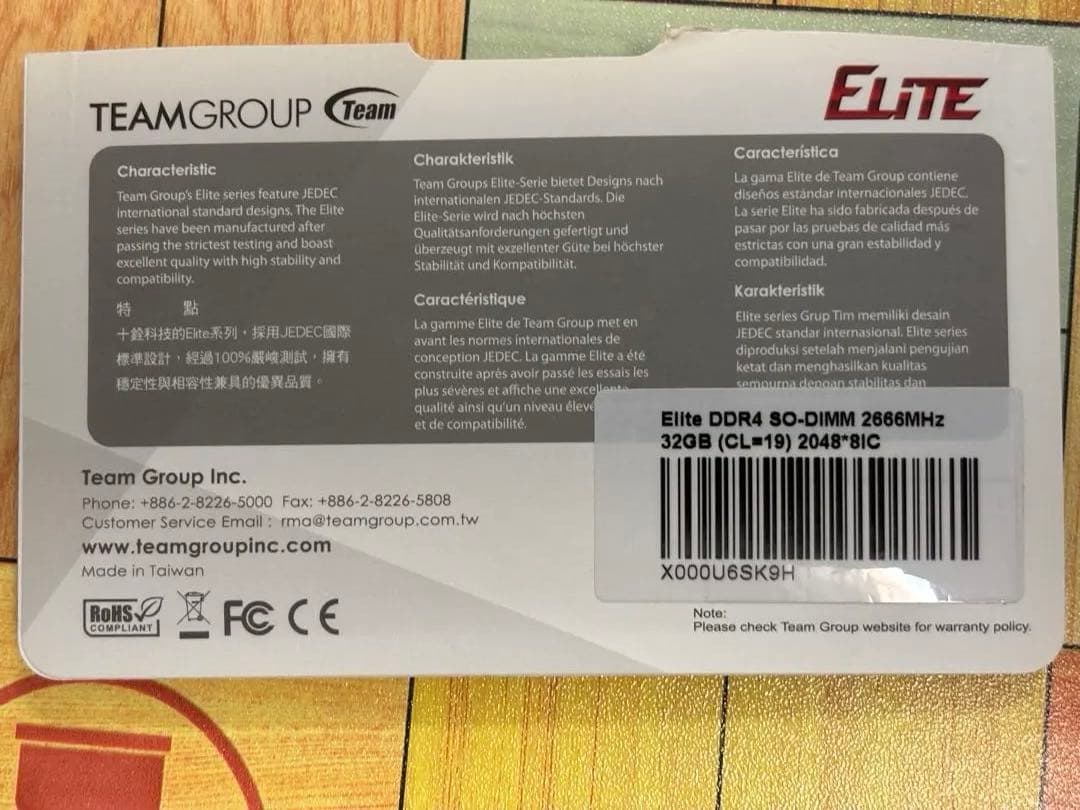 TEAMGROUP Team
ELiTE
Characteristic
Team Group's Elite series feature JEDEC
international standard designs. The Elite
series have been manufactured after
passing the strictest testing and boast
excellent quality with high stability and
compatibility.
特 點
十銓科技的Elite系列，採用JEDEC國際
標準設計，經過100%嚴峻測試，擁有
穩定性與相容性兼具的優異品質。
Charakteristik
Team Groups Elite-Serie bietet Designs nach
internationalen JEDEC-Standards. Die
Elite-Serie wird nach höchsten
Qualitätsanforderungen gefertigt und
überzeugt mit exzellenter Güte bei höchster
Stabilität und Kompatibilität.
Caractéristique
La gamme Elite de Team Group met en
avant les normes internationales de
conception JEDEC. La gamme Elite a été
construite après avoir passé les essais les
plus sévères et affiche une excellente
qualité ainsi qu'un niveau élevé
et de compatibilité.
Característica
La gama Elite de Team Group contiene
diseños estándar internacionales JEDEC.
La serie Elite ha sido fabricada después de
pasar por las pruebas de calidad más
estrictas con una gran estabilidad y
compatibilidad.
Karakteristik
Elite series Grup Tim memiliki desain
JEDEC standar internasional. Elite series
diproduksi setelah menjalani pengujian
ketat dan menghasilkan kualitas
sempurna dengan stabilitas dan
Elite DDR4 SO-DIMM 2666MHz
32GB (CL=19) 2048*8IC
X000U6SK9H
Team Group Inc.
Phone: +886-2-8226-5000 Fax: +886-2-8226-5808
Customer Service Email : rma@teamgroup.com.tw
www.teamgroupinc.com
Made in Taiwan
RoHS
COMPLIANT
FC CE
Note:
Please check Team Group website for warranty policy.